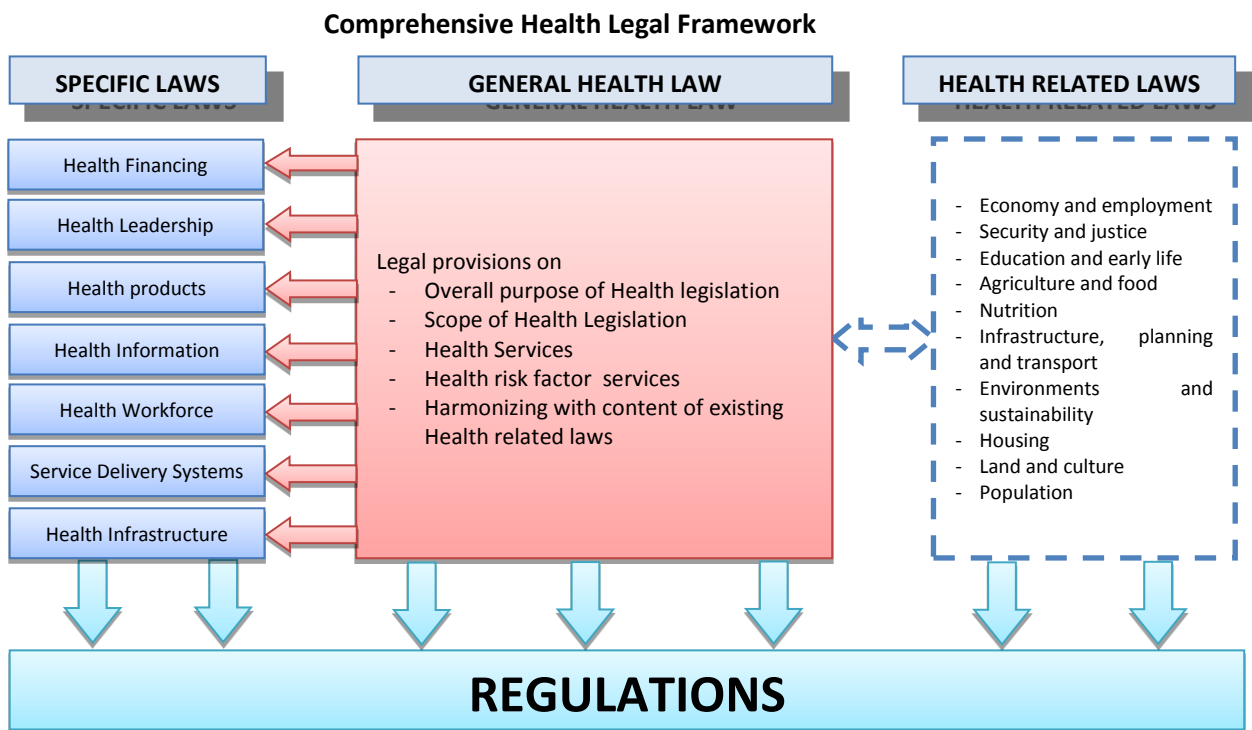 Comprehensive Health Legal Framework
SPECIFIC LAWS
Health Financing
Health Leadership
Health products
Health Information
Health Workforce
Service Delivery Systems
Health Infrastructure
GENERAL HEALTH LAW
Legal provisions on
- Overall purpose of Health legislation
- Scope of Health Legislation
- Health Services
- Health risk factor services
- Harmonizing with content of existing
Health related laws
HEALTH RELATED LAWS
- Economy and employment
- Security and justice
- Education and early life
- Agriculture and food
- Nutrition
- Infrastructure, planning
and transport
- Environments and
sustainability
- Housing
- Land and culture
- Population
REGULATIONS